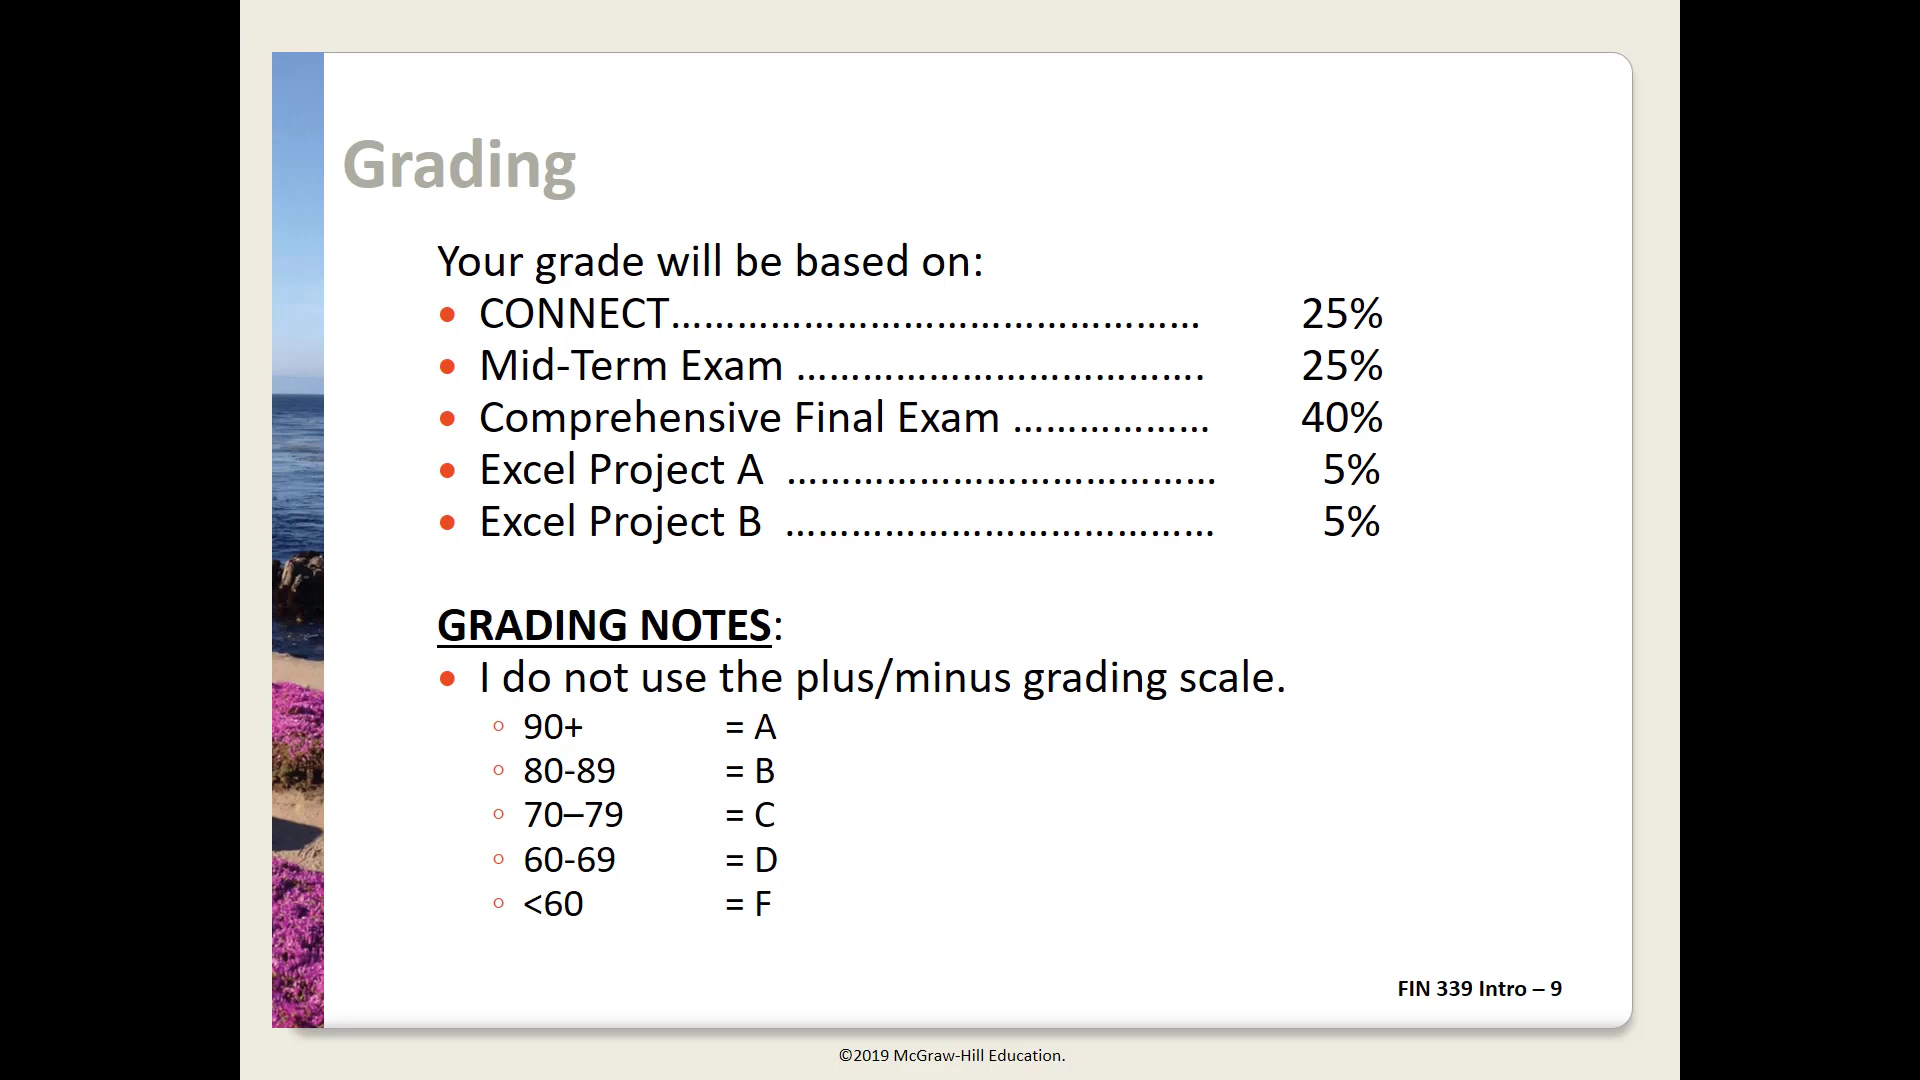 Grading
Your grade will be based on:
• CONNECT………………………………………… 25%
• Mid-Term Exam ………………………………. 25%
• Comprehensive Final Exam ……………… 40%
• Excel Project A ………………………………… 5%
• Excel Project B ………………………………… 5%
GRADING NOTES:
• I do not use the plus/minus grading scale.
◦ 90+ = A
◦ 80-89 = B
◦ 70–79 = C
◦ 60-69 = D
◦ <60 = F
FIN 339 Intro – 9
©2019 McGraw-Hill Education.